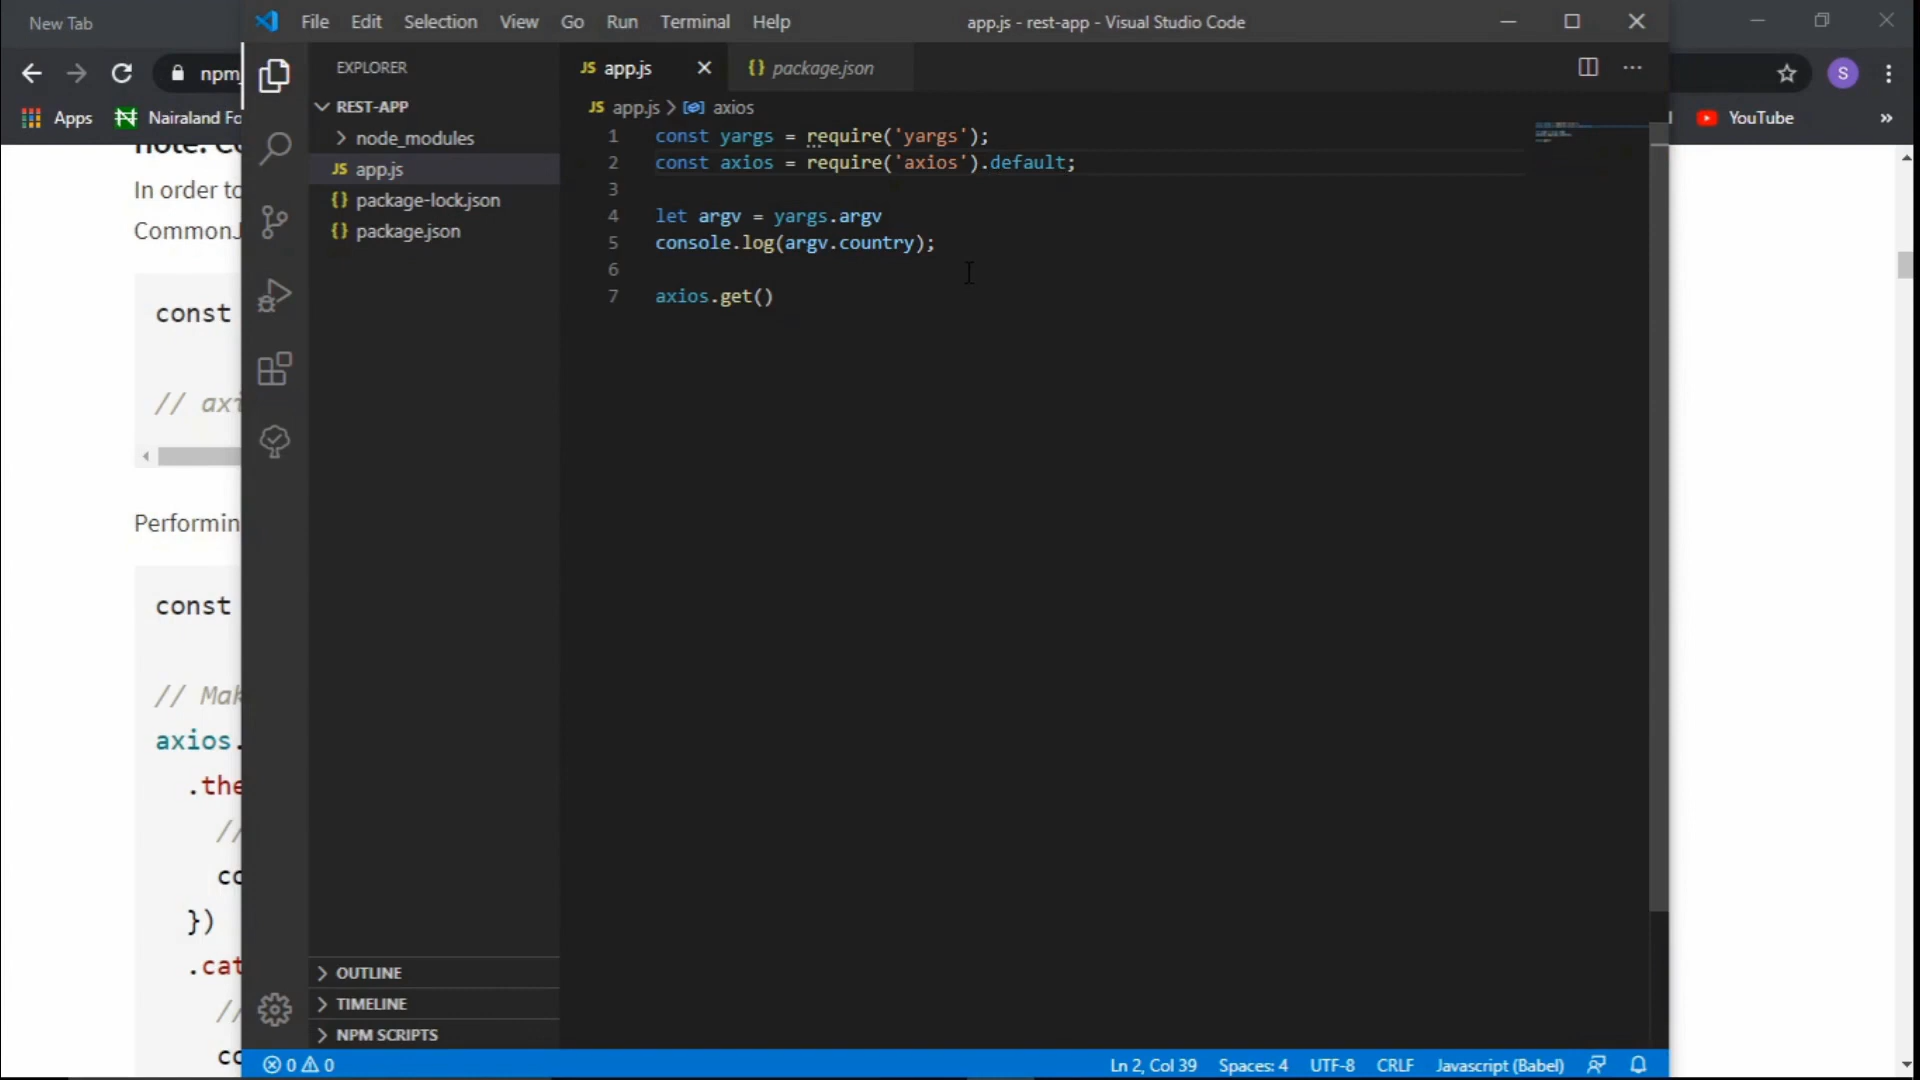 New Tab
npm
Apps
Nairaland Fo
YouTube
S
»
In order to
CommonJ
const
// axi
Performin
const
// Mak
axios.
.the
//
co
})
.cat
//
co
File Edit Selection View Go Run Terminal Help
app.js - rest-app - Visual Studio Code
EXPLORER
REST-APP
node_modules
JS app.js
{} package-lock.json
{} package.json
OUTLINE
TIMELINE
NPM SCRIPTS
JS app.js
{} package.json
JS app.js > axios
1 const yargs = require('yargs');
2 const axios = require('axios').default;
3
4 let argv = yargs.argv
5 console.log(argv.country);
6
7 axios.get()
0 0
Ln 2, Col 39 Spaces: 4 UTF-8 CRLF Javascript (Babel)